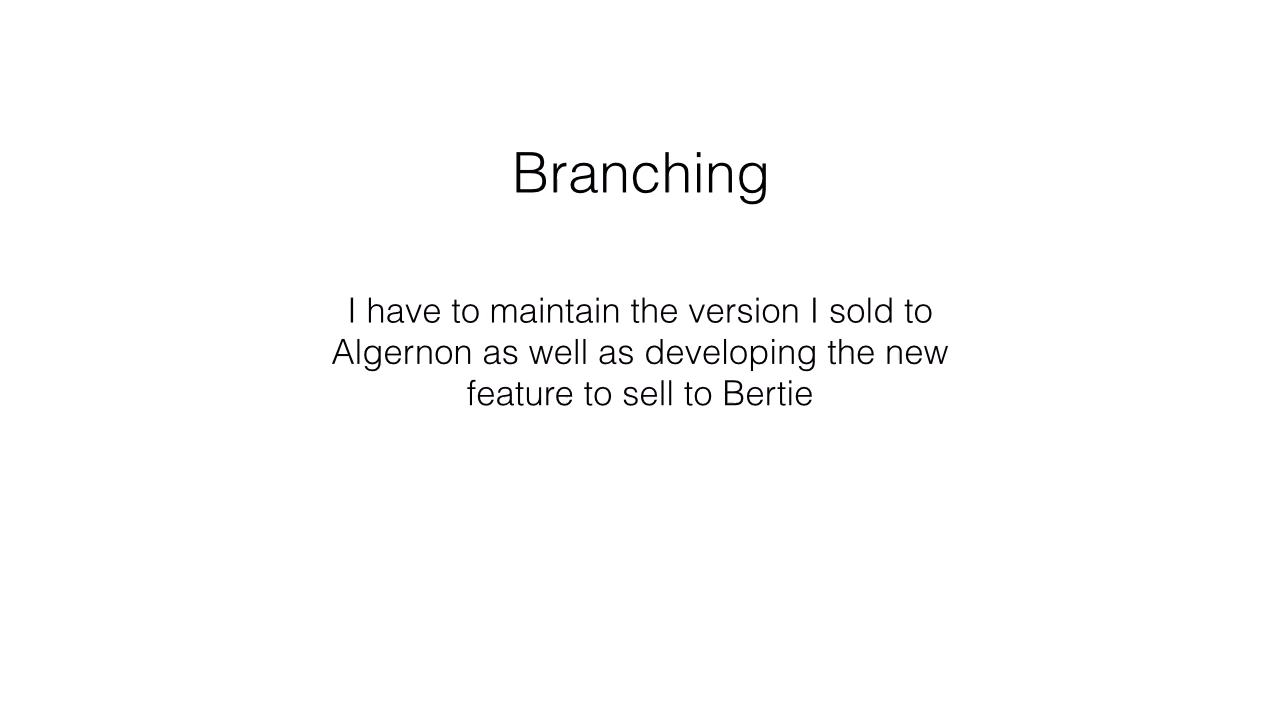 Branching
I have to maintain the version I sold to
Algernon as well as developing the new
feature to sell to Bertie